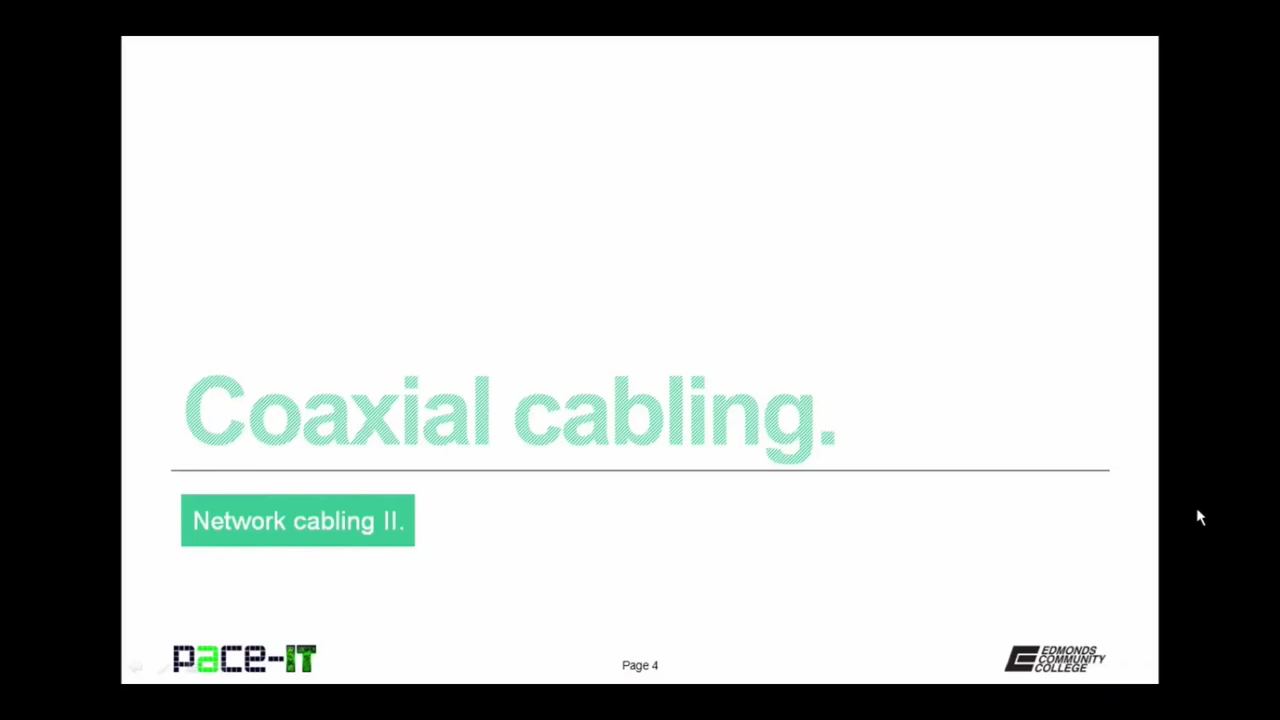 Coaxial cabling.
Network cabling II.
pace-IT
Page 4
EDMONDS
COMMUNITY
COLLEGE